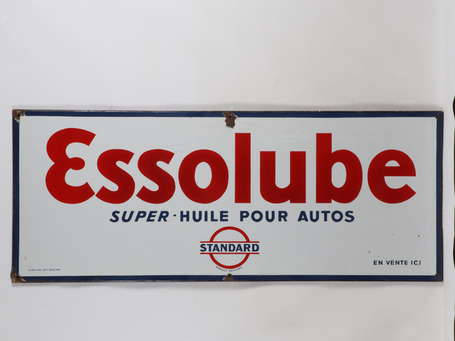 Essolube
SUPER-HUILE POUR AUTOS
STANDARD
EN VENTE ICI